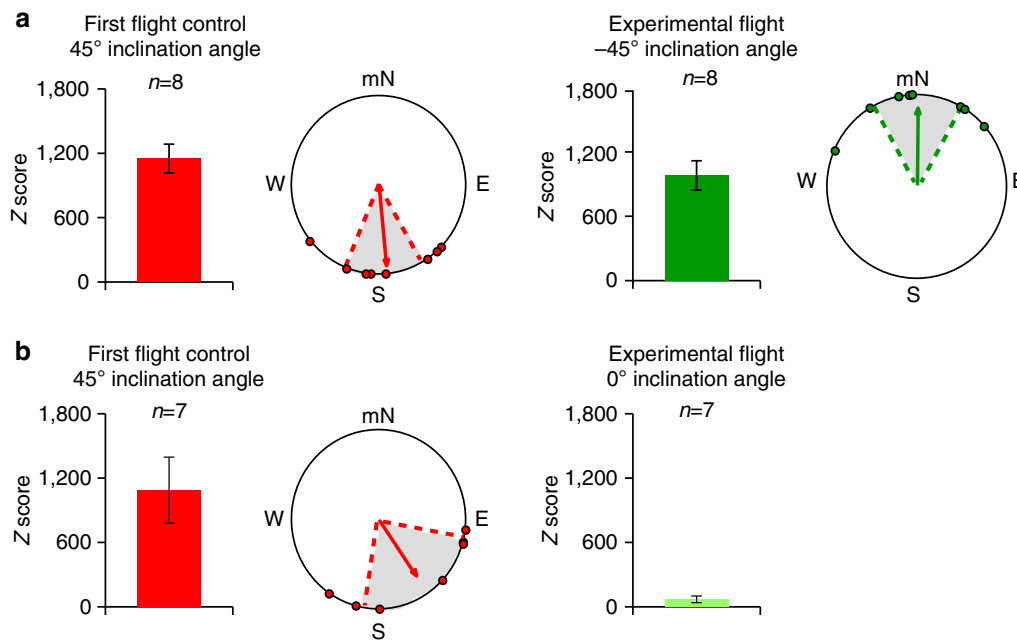 a
First flight control
45° inclination angle
n=8
1,800
1,200
600
0
Z score
mN
W
E
S
Experimental flight
–45° inclination angle
n=8
1,800
1,200
600
0
Z score
mN
W
E
S
b
First flight control
45° inclination angle
n=7
1,800
1,200
600
0
Z score
mN
W
E
S
Experimental flight
0° inclination angle
n=7
1,800
1,200
600
0
Z score